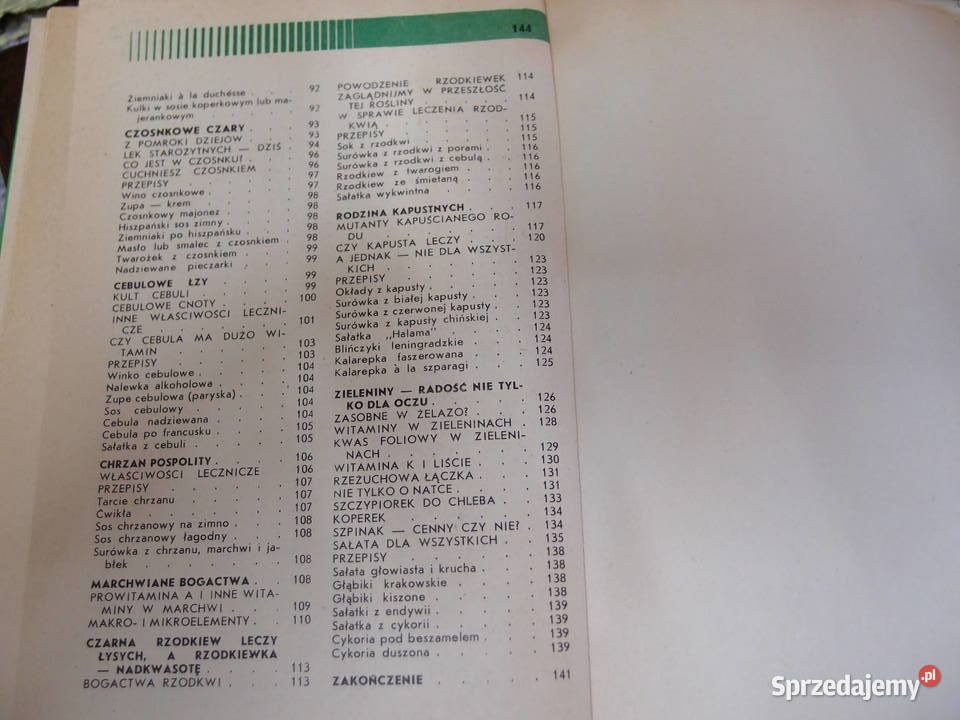 144
Ziemniaki à la duchésse . . . 92
Kulki w sosie koperkowym lub ma-
jerankowym . . . . . . 92
CZOSNKOWE CZARY . . . . 93
Z POMROKI DZIEJÓW . . . 93
LEK STAROŻYTNYCH — DZIŚ . 94
CO JEST W CZOSNKU? . . . 96
CUCHNIESZ CZOSNKIEM . . . 96
PRZEPISY . . . . . . . 97
Wino czosnkowe . . . . . 97
Zupa — krem . . . . . . 98
Czosnkowy majonez . . . . 98
Hiszpański sos zimny . . . . 98
Ziemniaki po hiszpańsku . . . 98
Masło lub smalec z czosnkiem . 98
Twarożek z czosnkiem . . . . 99
Nadziewane pieczarki . . . . 99
CEBULOWE ŁZY . . . . . 99
KULT CEBULI . . . . . . 99
CEBULOWE CNOTY . . . . 100
INNE WŁAŚCIWOŚCI LECZNI-
CZE . . . . . . . 101
CZY CEBULA MA DUŻO WI-
TAMIN . . . . . . 103
PRZEPISY . . . . . . . 103
Winko cebulowe . . . . . 104
Nalewka alkoholowa . . . . 104
Zupe cebulowa (paryska) . . . 104
Sos cebulowy . . . . . . 104
Cebula nadziewana . . . . 104
Cebula po francusku . . . . 105
Sałatka z cebuli . . . . . 105
CHRZAN POSPOLITY . . . . 106
WŁAŚCIWOŚCI LECZNICZE . 106
PRZEPISY . . . . . . . 107
Tarcie chrzanu . . . . . 107
Ćwikła . . . . . . . 107
Sos chrzanowy na zimno . . . 108
Sos chrzanowy łagodny . . . 108
Surówka z chrzanu, marchwi i ja-
błek . . . . . . . 108
MARCHWIANE BOGACTWA . . 108
PROWITAMINA A I INNE WITA-
MINY W MARCHWI . . . 109
MAKRO- I MIKROELEMENTY . 110
CZARNA RZODKIEW LECZY
ŁYSYCH, A RZODKIEWKA
— NADKWASOTĘ . . . . 113
BOGACTWA RZODKWI . . . 113
POWODZENIE RZODKIEWEK 114
ZAGLĄDNIJMY W PRZESZŁOŚĆ
TEJ ROŚLINY . . . . 114
W SPRAWIE LECZENIA RZOD-
KWIĄ . . . . . . . 115
PRZEPISY . . . . . . . 115
Sok z rzodkwi . . . . . 115
Surówka z rzodkwi z porami . . 116
Surówka z rzodkwi z cebulą . . 116
Rzodkiew z twarogiem . . . 116
Rzodkiew ze śmietaną . . . 116
Sałatka wykwintna . . . . 116
RODZINA KAPUSTNYCH . . . 117
MUTANTY KAPUŚCIANEGO RO-
DU . . . . . . . 117
CZY KAPUSTA LECZY . . . 120
A JEDNAK — NIE DLA WSZYST-
KICH . . . . . . . 123
PRZEPISY . . . . . . . 123
Okłady z kapusty . . . . 123
Surówka z białej kapusty . . . 123
Surówka z czerwonej kapusty . 123
Surówka z kapusty chińskiej . . 123
Sałatka „Halama" . . . . 124
Blińczyki leningradzkie . . . 124
Kalarepka faszerowana . . . 124
Kalarepka à la szparagi . . . 125
ZIELENINY — RADOŚĆ NIE TYL-
KO DLA OCZU . . . . . 126
ZASOBNE W ŻELAZO? . . . 126
WITAMINY W ZIELENINACH . 128
KWAS FOLIOWY W ZIELENI-
NACH . . . . . . 129
WITAMINA K I LIŚCIE . . . 130
RZEŻUCHOWA ŁĄCZKA . . . 131
NIE TYLKO O NATCE . . . . 131
SZCZYPIOREK DO CHLEBA . . 133
KOPEREK . . . . . . . 134
SZPINAK — CENNY CZY NIE? . 134
SAŁATA DLA WSZYSTKICH . . 135
PRZEPISY . . . . . . . 138
Sałata głowiasta i krucha . . . 138
Głąbiki krakowskie . . . . 138
Głąbiki kiszone . . . . . 138
Sałatki z endywii . . . . 139
Sałatka z cykorii . . . . 139
Cykoria pod beszamelem . . . 139
Cykoria duszona . . . . . 139
ZAKOŃCZENIE . . . . . 141
Sprzedajemy.pl